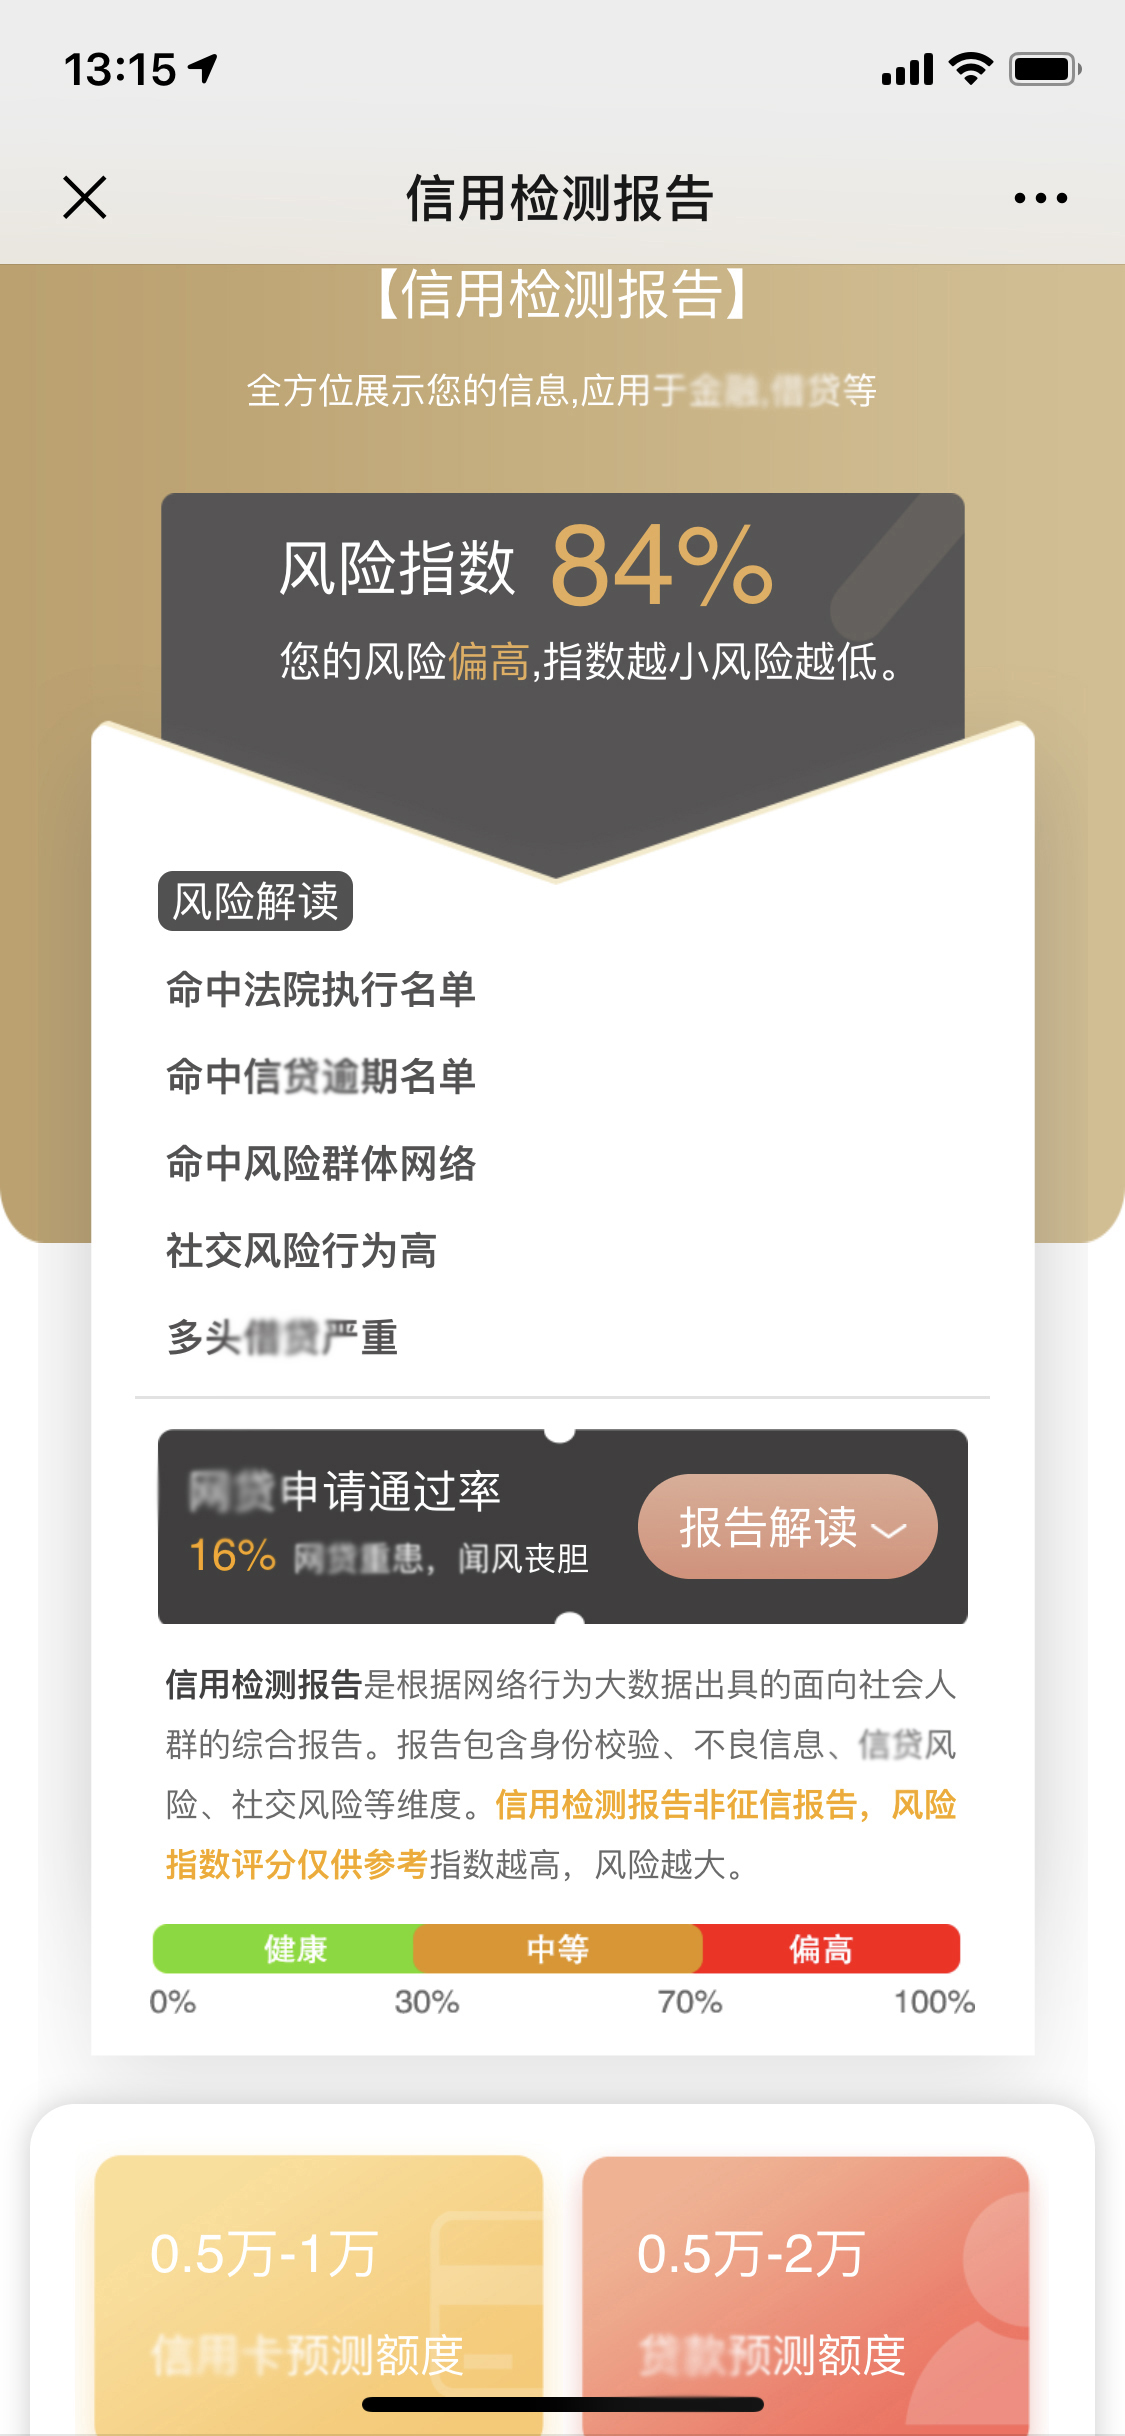 13:15
信用检测报告
【信用检测报告】
全方位展示您的信息,应用于金融,借贷等
风险指数 84%
您的风险偏高,指数越小风险越低。
风险解读
命中法院执行名单
命中信贷逾期名单
命中风险群体网络
社交风险行为高
多头借贷严重
网贷申请通过率
16% 网贷重患，闻风丧胆
报告解读
信用检测报告是根据网络行为大数据出具的面向社会人
群的综合报告。报告包含身份校验、不良信息、信贷风
险、社交风险等维度。信用检测报告非征信报告，风险
指数评分仅供参考指数越高，风险越大。
健康 中等 偏高
0% 30% 70% 100%
0.5万-1万
信用卡预测额度
0.5万-2万
贷款预测额度